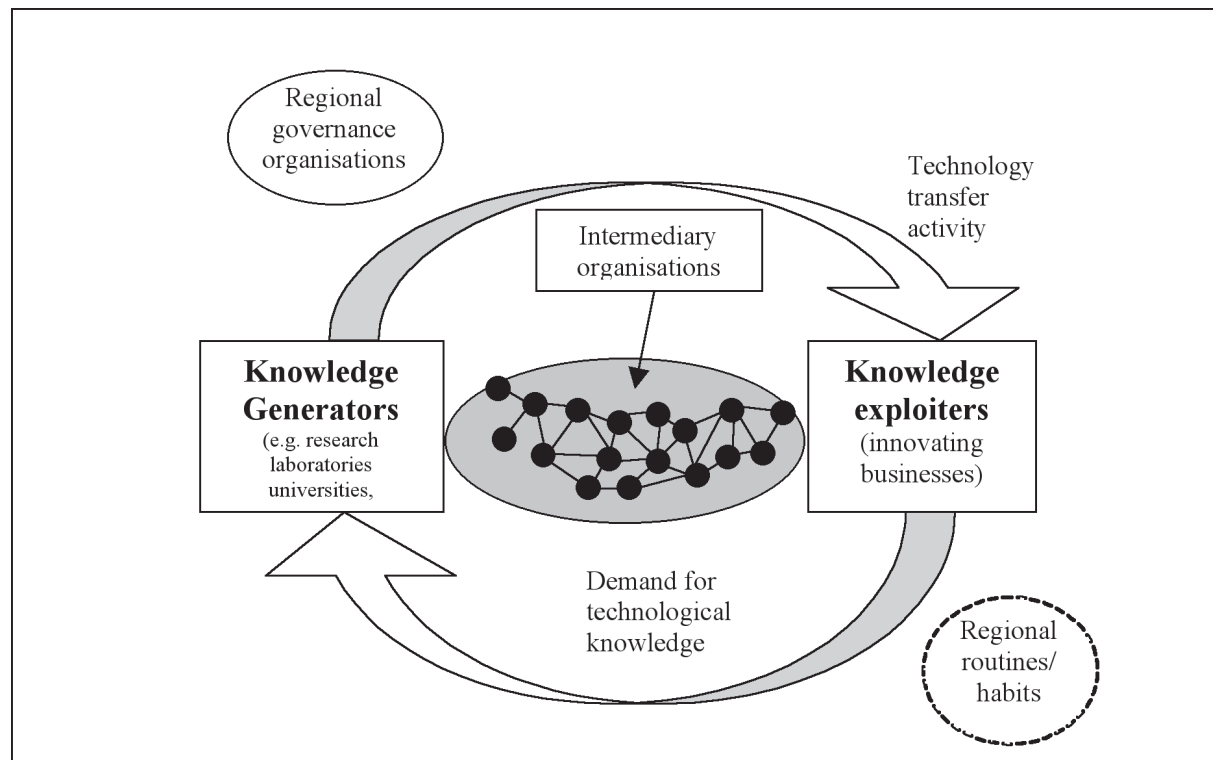 Regional
governance
organisations
Technology
transfer
activity
Intermediary
organisations
Knowledge
Generators
(e.g. research
laboratories
universities,
Knowledge
exploiters
(innovating
businesses)
Demand for
technological
knowledge
Regional
routines/
habits